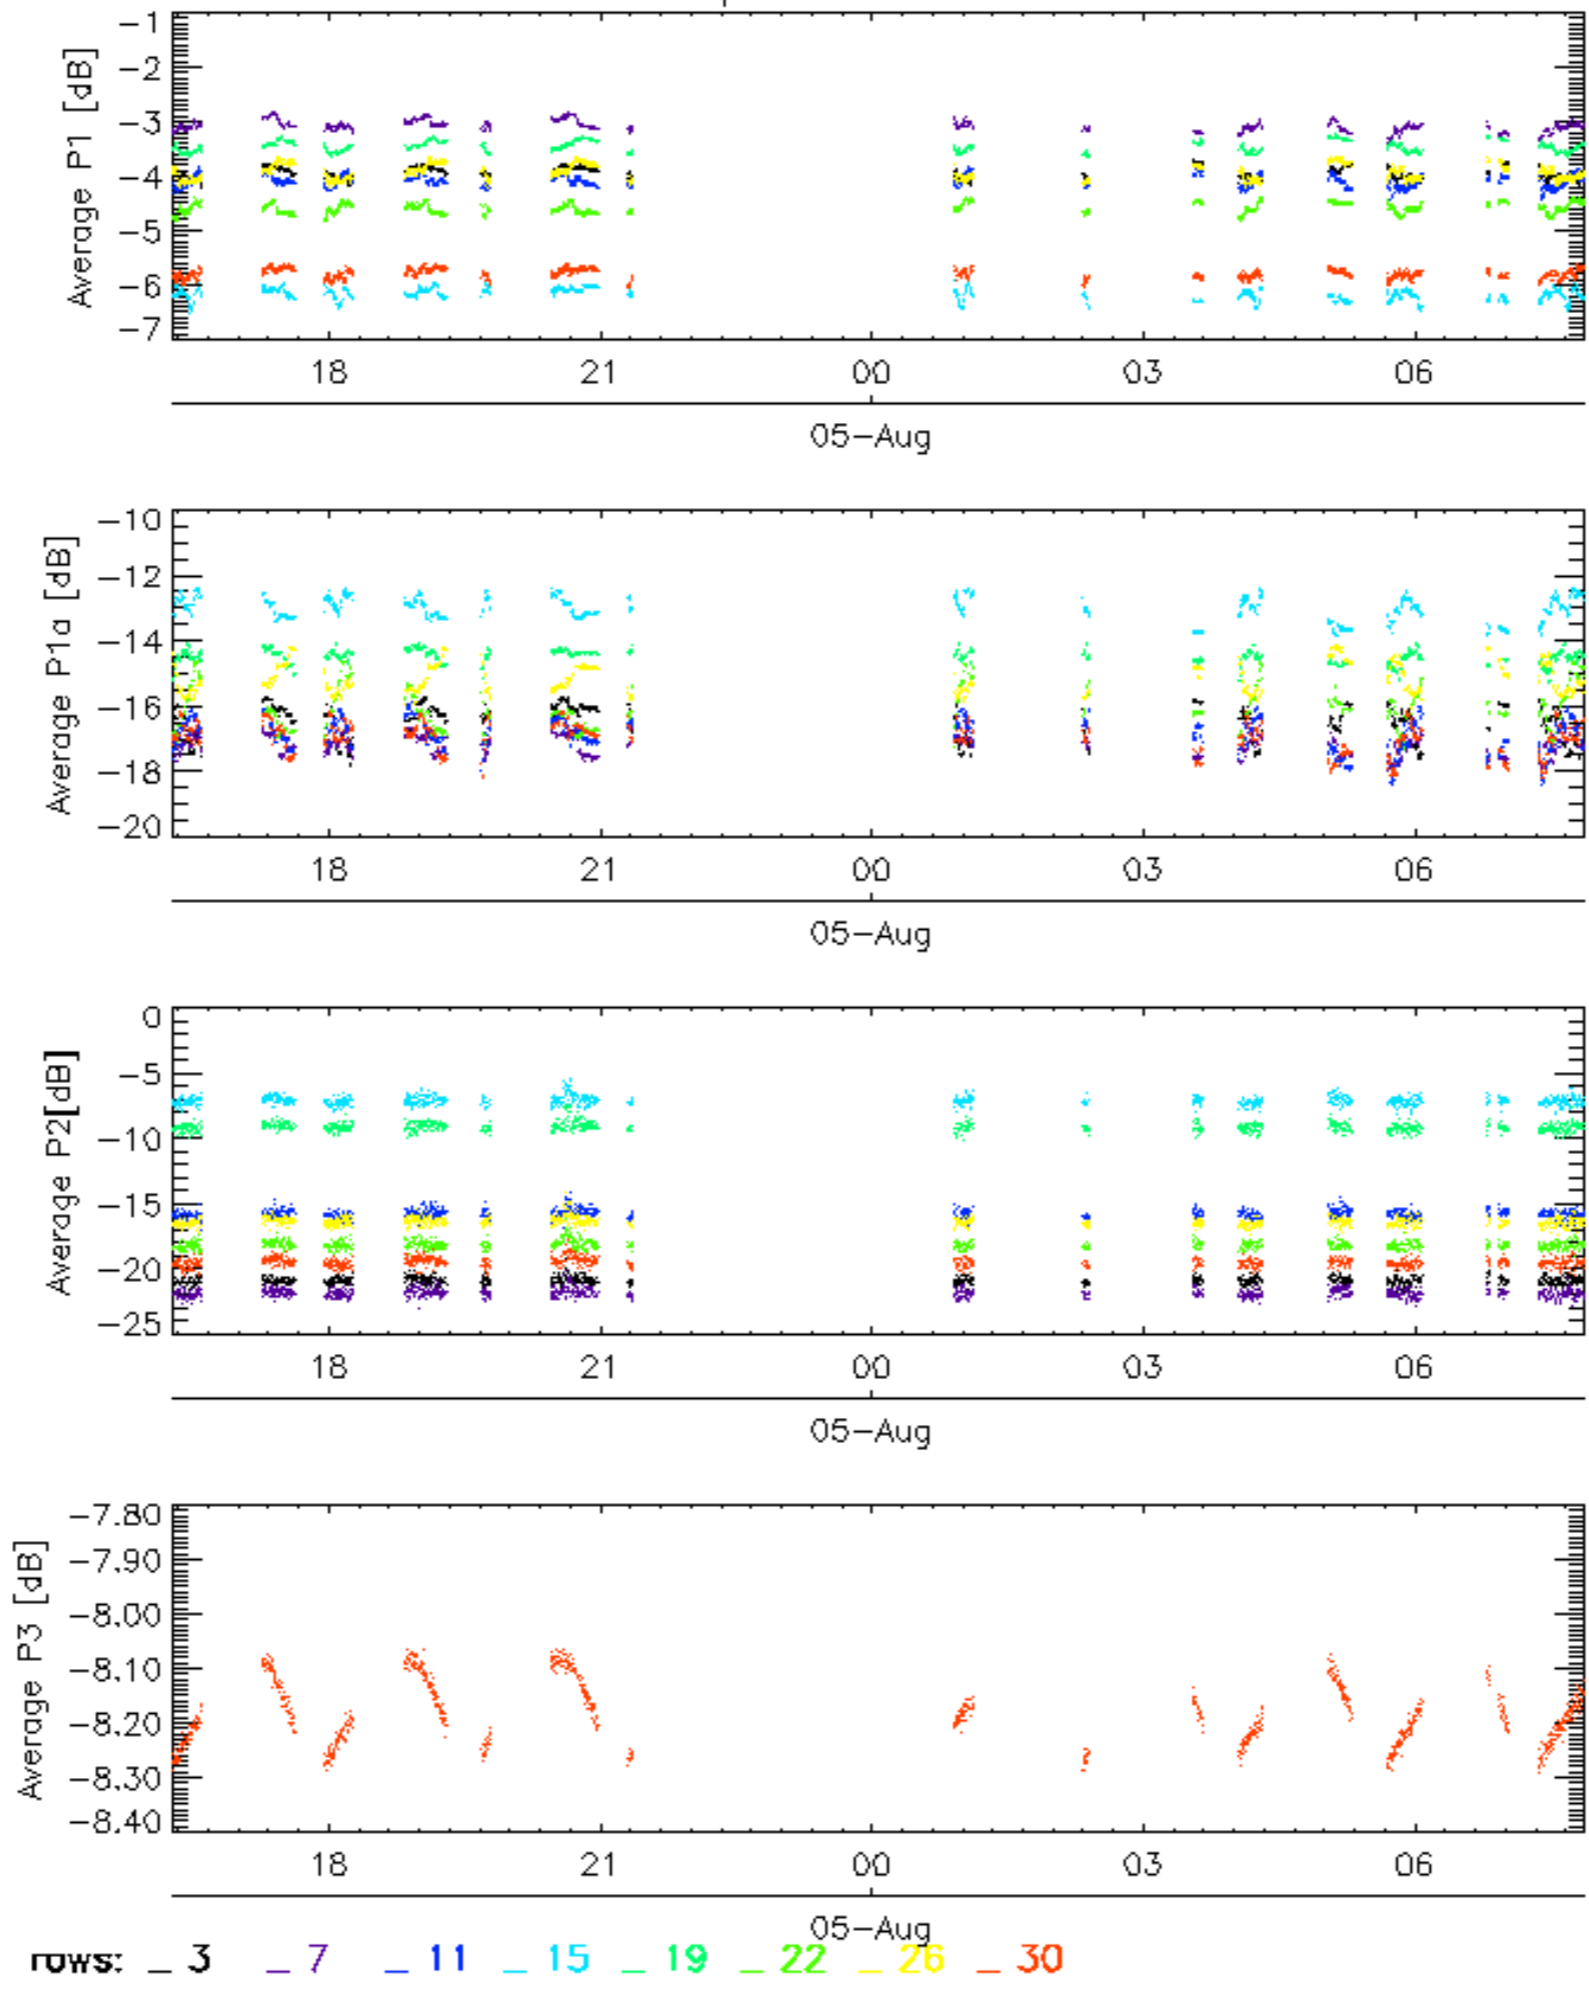 Average P1 [dB]
-1
-2
-3
-4
-5
-6
-7
18 21 00 03 06
05-Aug
Average P1a [dB]
-10
-12
-14
-16
-18
-20
18 21 00 03 06
05-Aug
Average P2[dB]
0
-5
-10
-15
-20
-25
18 21 00 03 06
05-Aug
Average P3 [dB]
-7.80
-7.90
-8.00
-8.10
-8.20
-8.30
-8.40
18 21 00 03 06
05-Aug
rows: _ 3 _ 7 _ 11 _ 15 _ 19 _ 22 _ 26 _ 30